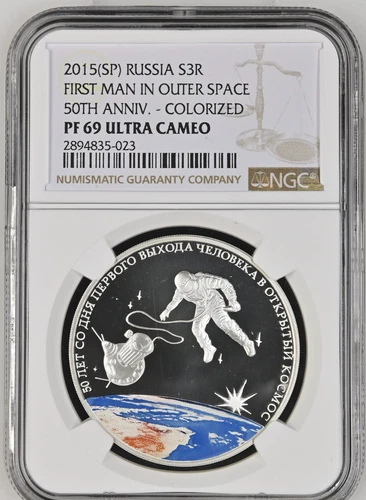 2015(SP) RUSSIA S3R
FIRST MAN IN OUTER SPACE
50TH ANNIV. - COLORIZED
PF 69 ULTRA CAMEO
2894835-023
NUMISMATIC GUARANTY COMPANY NGC
50 ЛЕТ СО ДНЯ ПЕРВОГО ВЫХОДА ЧЕЛОВЕКА В ОТКРЫТЫЙ КОСМОС